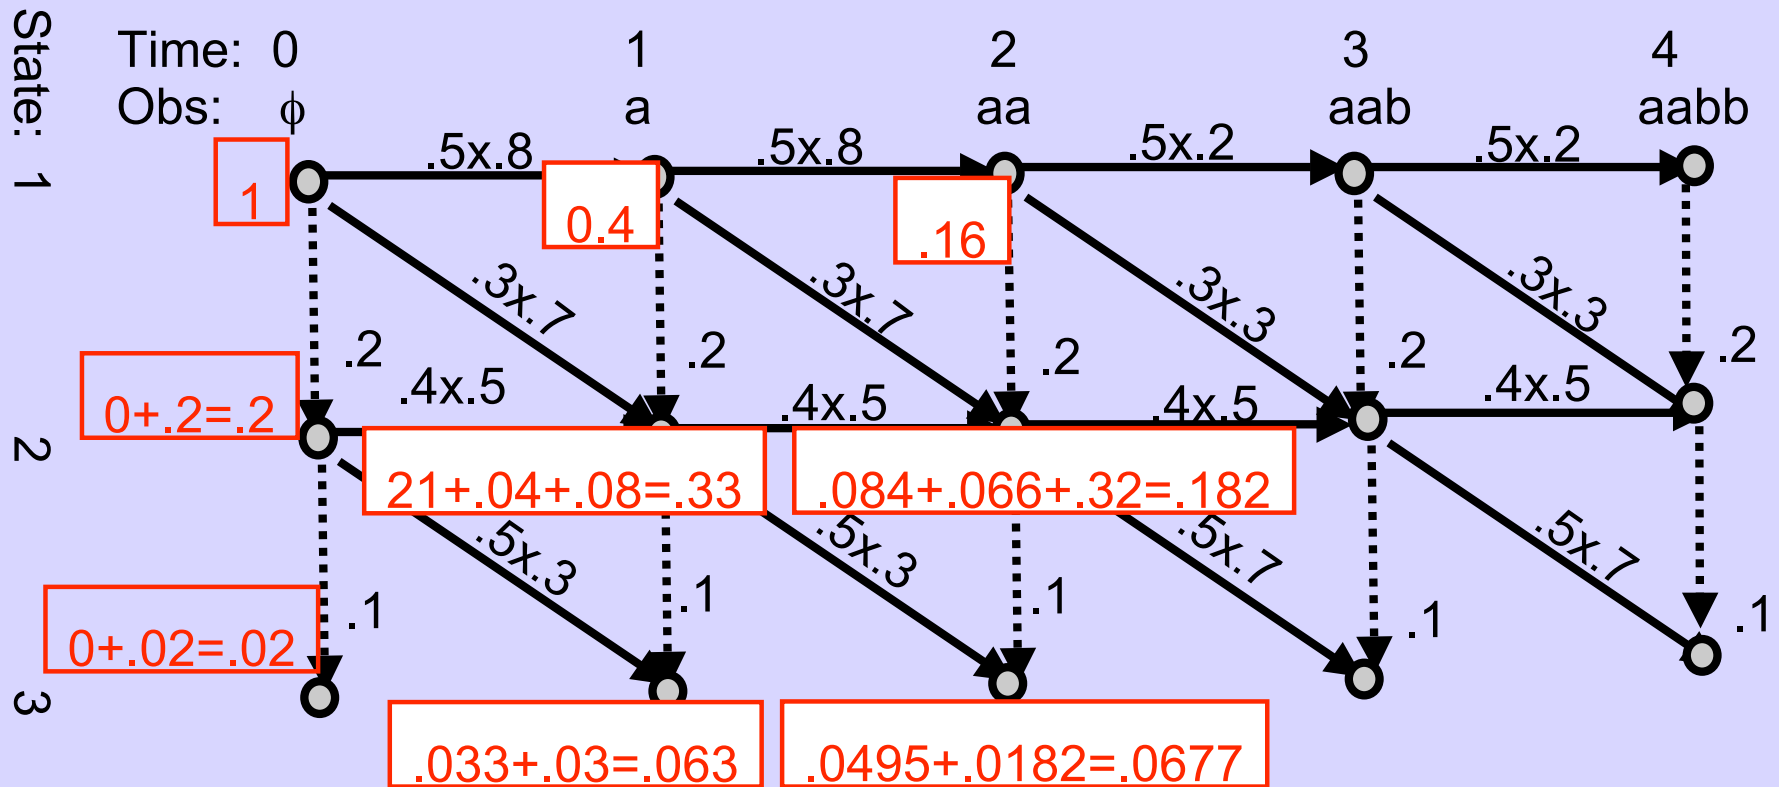 State: 1 2 3
Time: 0 1 2 3 4
Obs: ϕ a aa aab aabb
.5x.8 .5x.8 .5x.2 .5x.2
1 0.4 .16
.3x.7 .3x.7 .3x.3 .3x.3
.2 .2 .2 .2 .2
.4x.5 .4x.5 .4x.5 .4x.5
0+.2=.2
21+.04+.08=.33 .084+.066+.32=.182
.5x.3 .5x.3 .5x.7 .5x.7
.1 .1 .1 .1 .1
0+.02=.02
.033+.03=.063 .0495+.0182=.0677